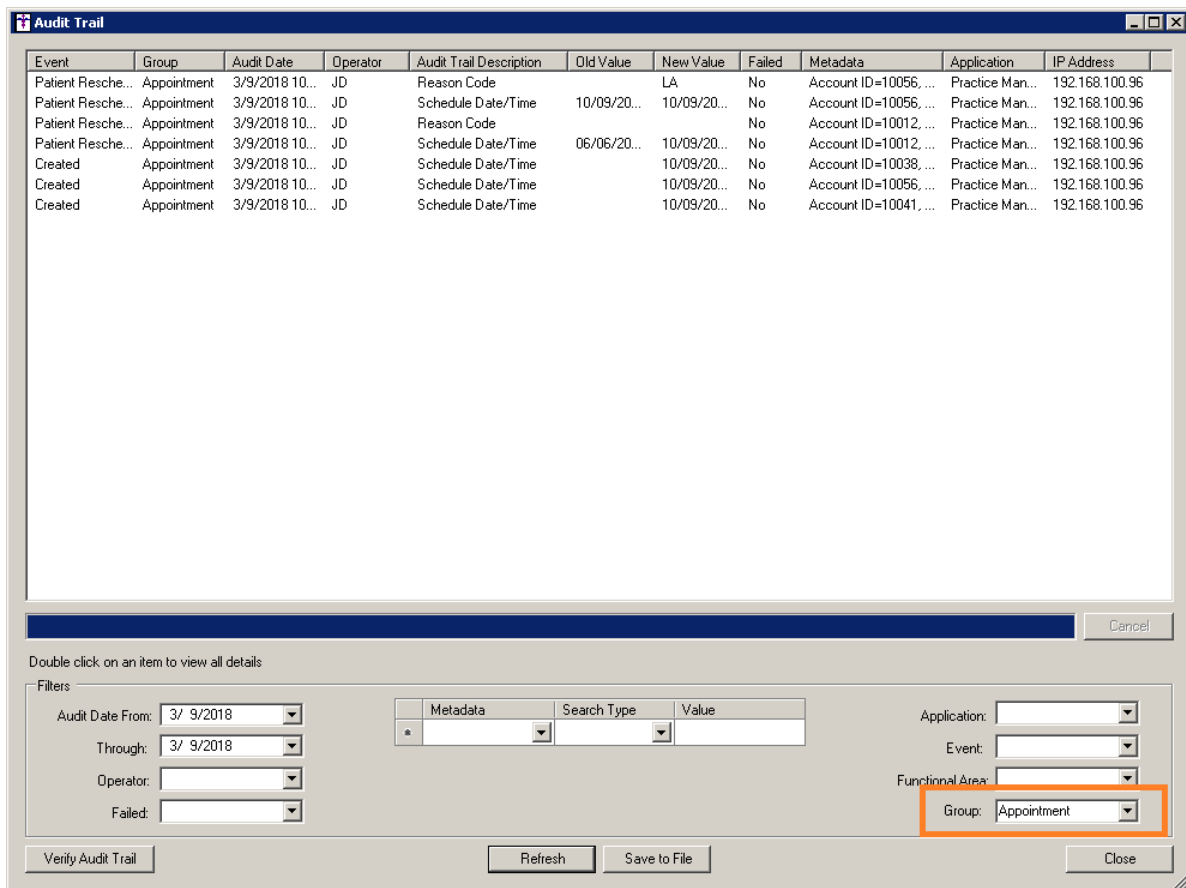 Audit Trail
Event Group Audit Date Operator Audit Trail Description Old Value New Value Failed Metadata Application IP Address
Patient Resche... Appointment 3/9/2018 10... JD Reason Code LA No Account ID=10056, ... Practice Man... 192.168.100.96
Patient Resche... Appointment 3/9/2018 10... JD Schedule Date/Time 10/09/20... 10/09/20... No Account ID=10056, ... Practice Man... 192.168.100.96
Patient Resche... Appointment 3/9/2018 10... JD Reason Code No Account ID=10012, ... Practice Man... 192.168.100.96
Patient Resche... Appointment 3/9/2018 10... JD Schedule Date/Time 06/06/20... 10/09/20... No Account ID=10012, ... Practice Man... 192.168.100.96
Created Appointment 3/9/2018 10... JD Schedule Date/Time 10/09/20... No Account ID=10038, ... Practice Man... 192.168.100.96
Created Appointment 3/9/2018 10... JD Schedule Date/Time 10/09/20... No Account ID=10056, ... Practice Man... 192.168.100.96
Created Appointment 3/9/2018 10... JD Schedule Date/Time 10/09/20... No Account ID=10041, ... Practice Man... 192.168.100.96
Cancel
Double click on an item to view all details
Filters
Audit Date From: 3/ 9/2018 Metadata Search Type Value Application:
Through: 3/ 9/2018 * Event:
Operator: Functional Area:
Failed: Group: Appointment
Verify Audit Trail Refresh Save to File Close